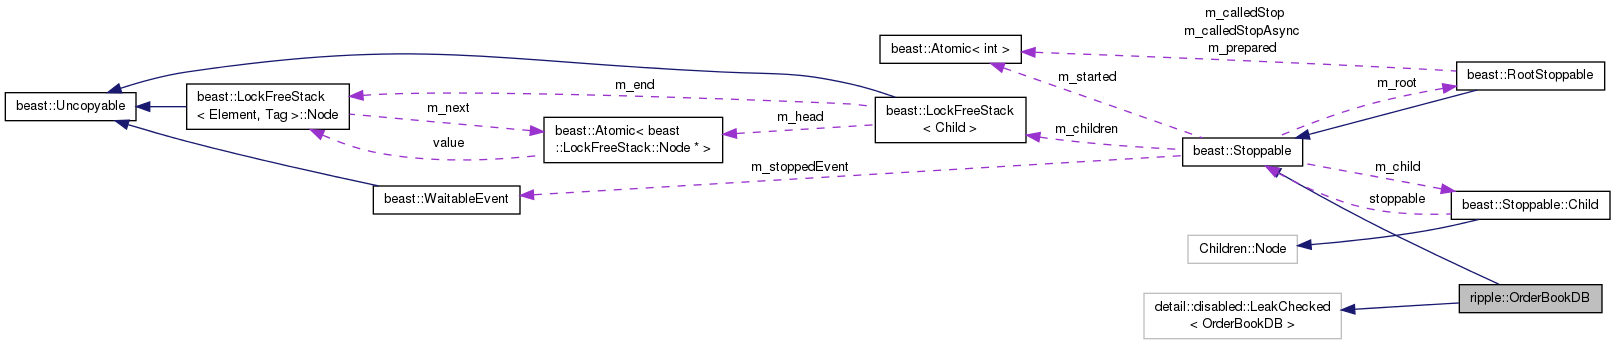 m_calledStop
m_calledStopAsync
m_prepared
beast::Atomic< int >
m_started
m_root
beast::RootStoppable
beast::Uncopyable
beast::LockFreeStack
< Element, Tag >::Node
m_end
m_next
value
beast::Atomic< beast
::LockFreeStack::Node * >
m_head
beast::LockFreeStack
< Child >
m_children
beast::Stoppable
m_stoppedEvent
beast::WaitableEvent
m_child
stoppable
beast::Stoppable::Child
Children::Node
detail::disabled::LeakChecked
< OrderBookDB >
ripple::OrderBookDB